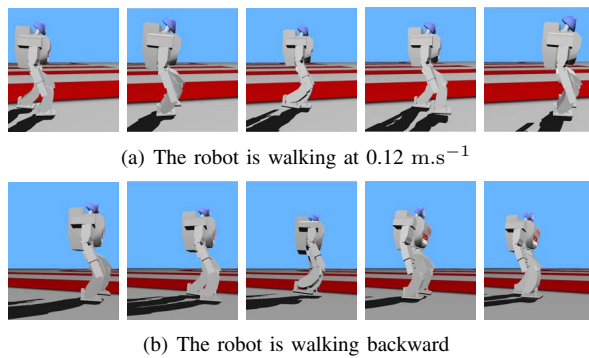 (a) The robot is walking at 0.12 m.s⁻¹
(b) The robot is walking backward